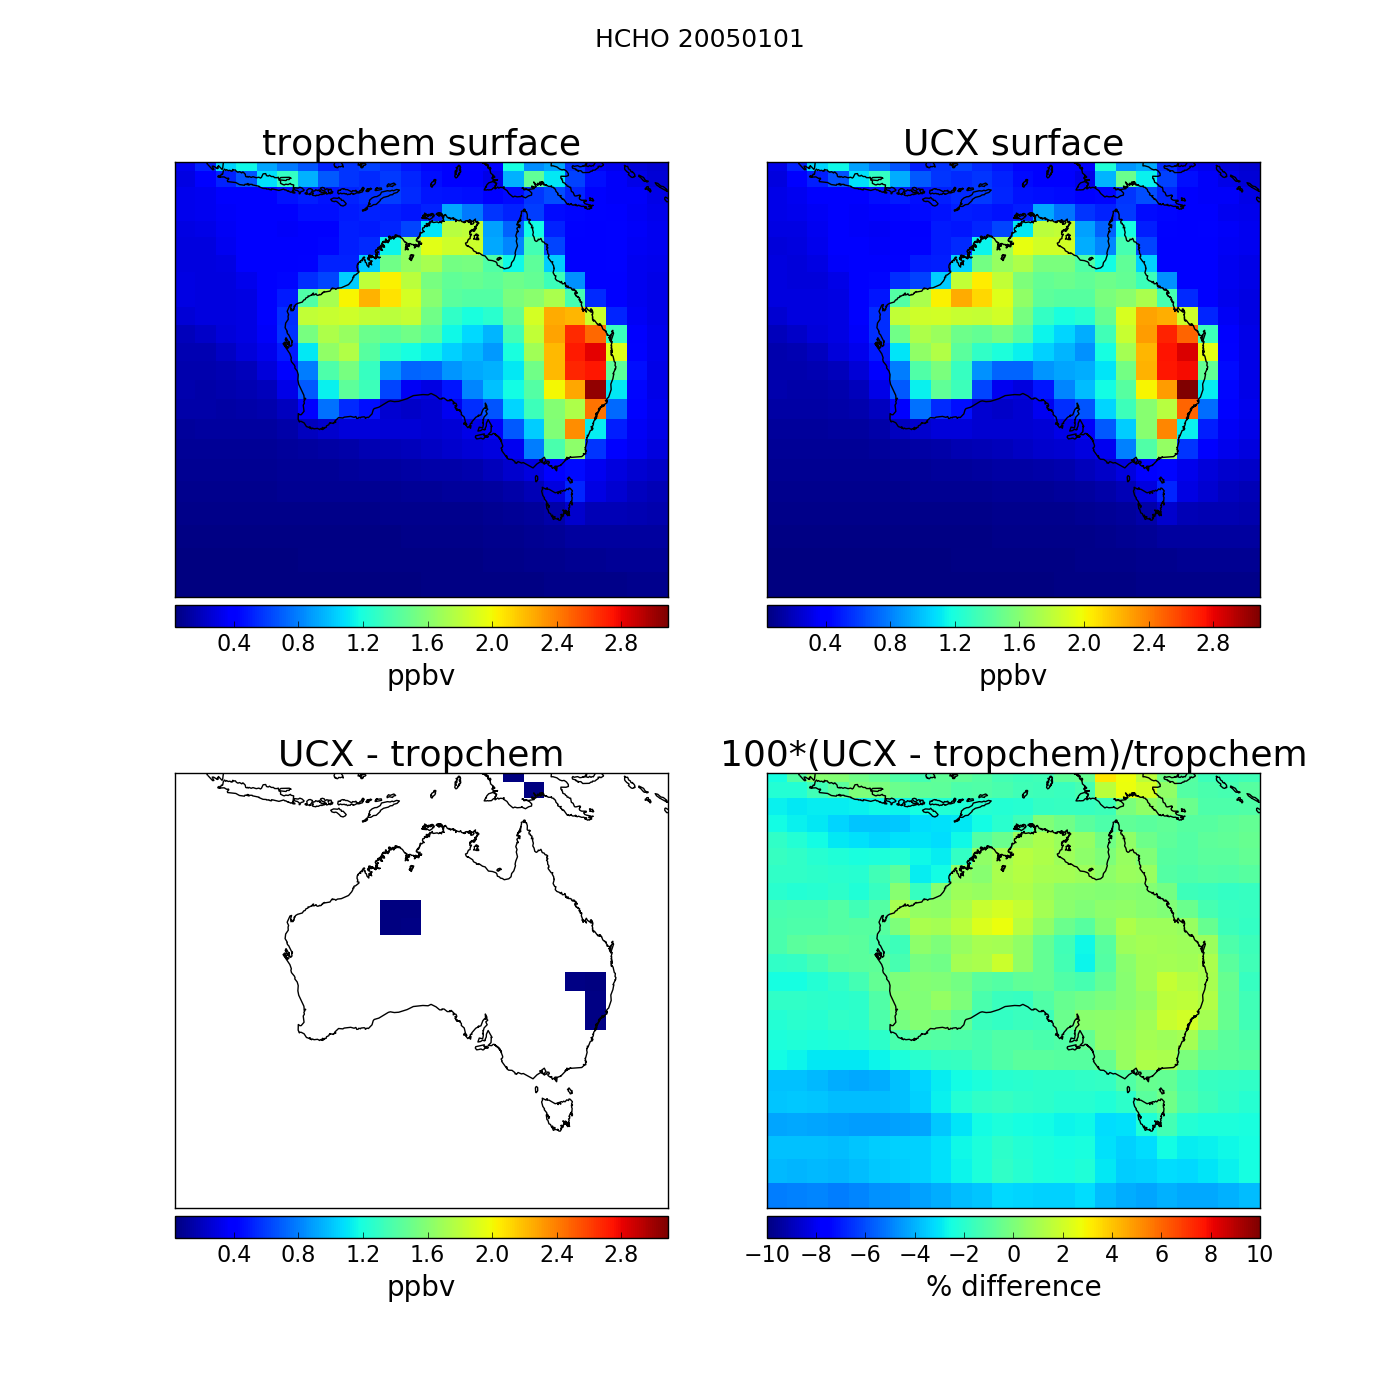 HCHO 20050101
tropchem surface
UCX surface
0.4 0.8 1.2 1.6 2.0 2.4 2.8
ppbv
0.4 0.8 1.2 1.6 2.0 2.4 2.8
ppbv
UCX - tropchem
100*(UCX - tropchem)/tropchem
0.4 0.8 1.2 1.6 2.0 2.4 2.8
ppbv
−10 −8 −6 −4 −2 0 2 4 6 8 10
% difference